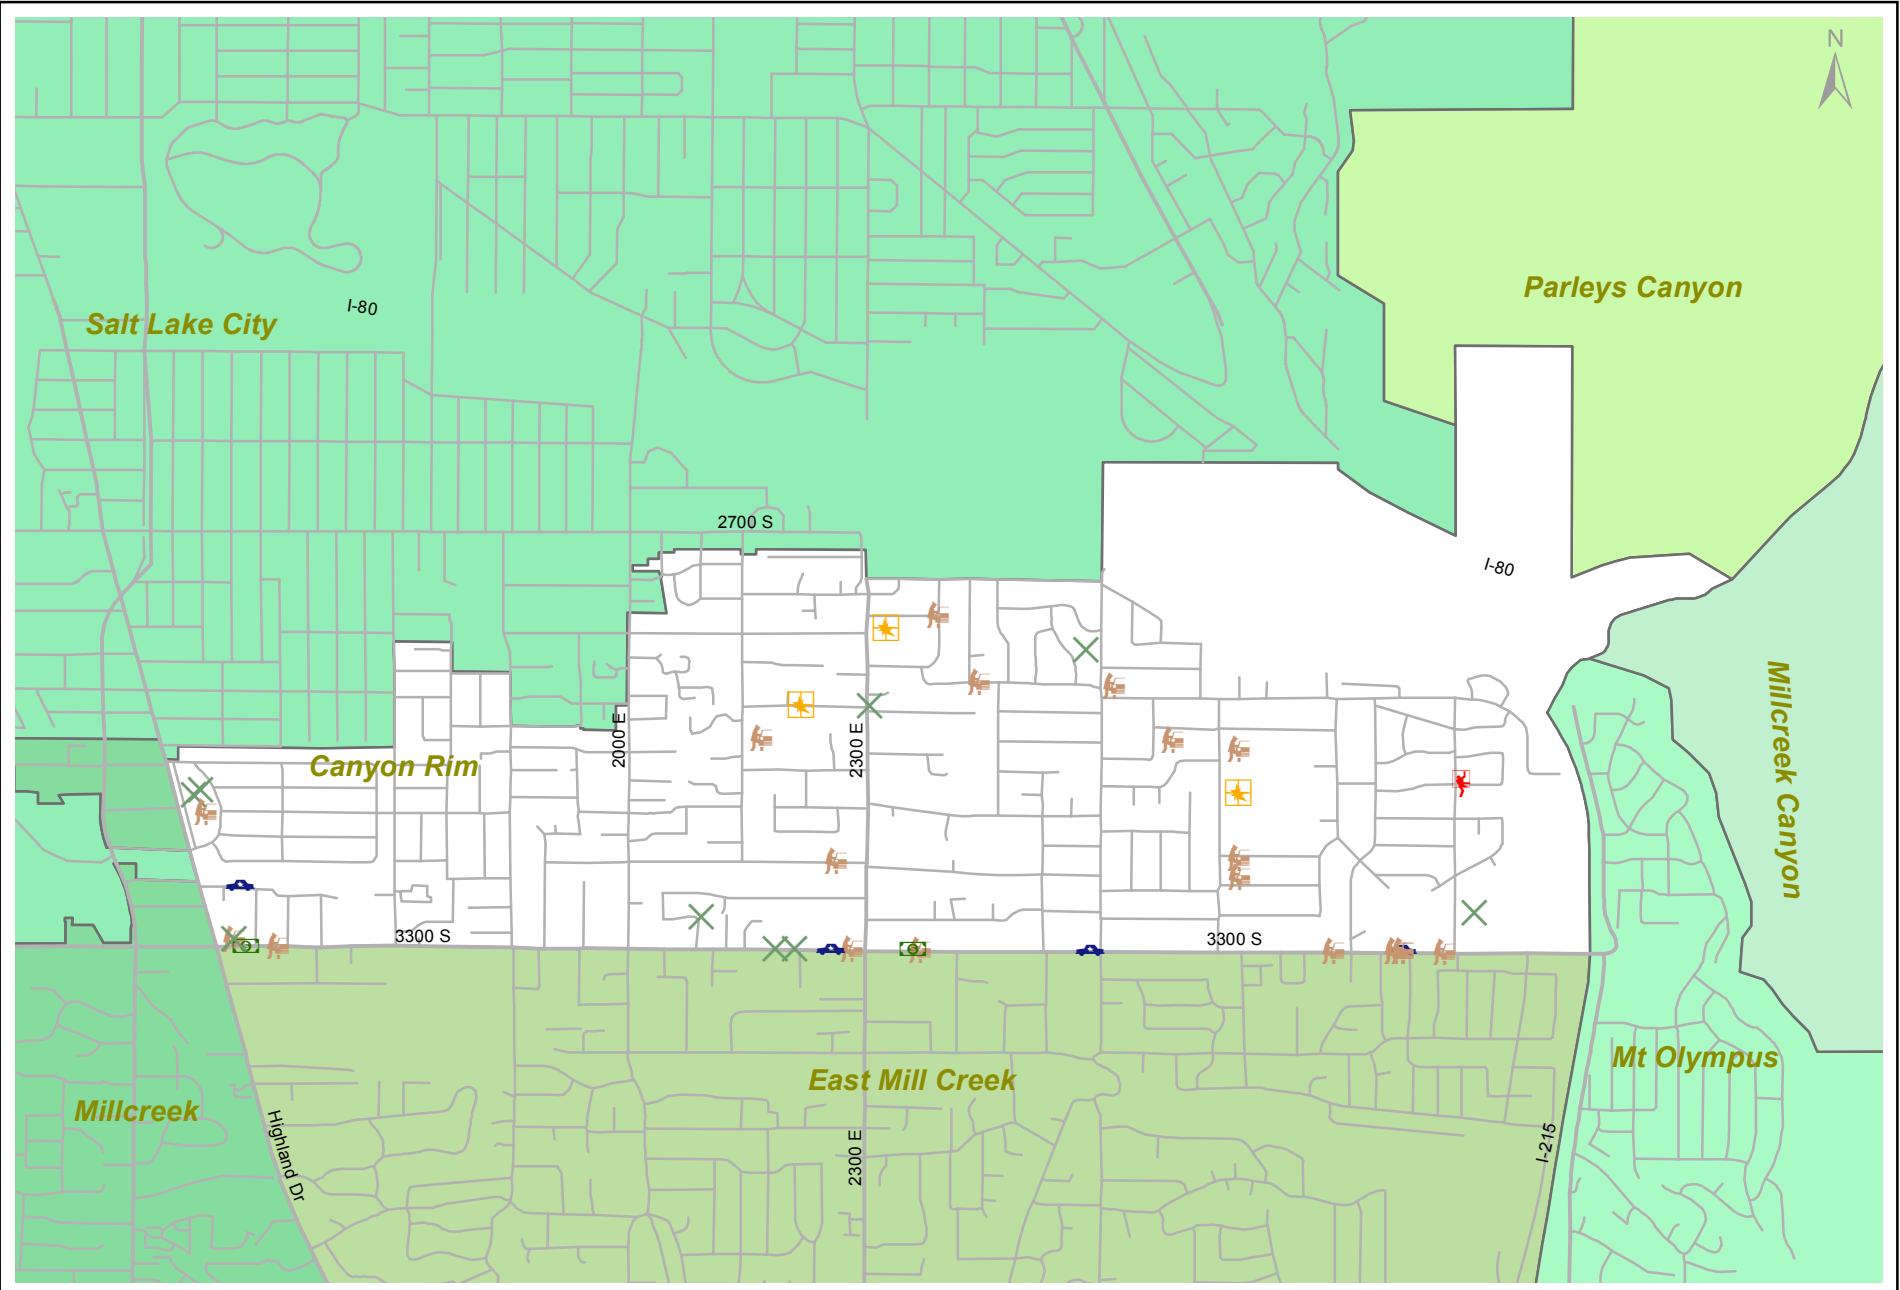 N
Parleys Canyon
I-80
Salt Lake City
2700 S
I-80
Millcreek Canyon
2000 E
2300 E
Canyon Rim
3300 S
3300 S
Mt Olympus
East Mill Creek
Millcreek
Highland Dr
2300 E
I-215